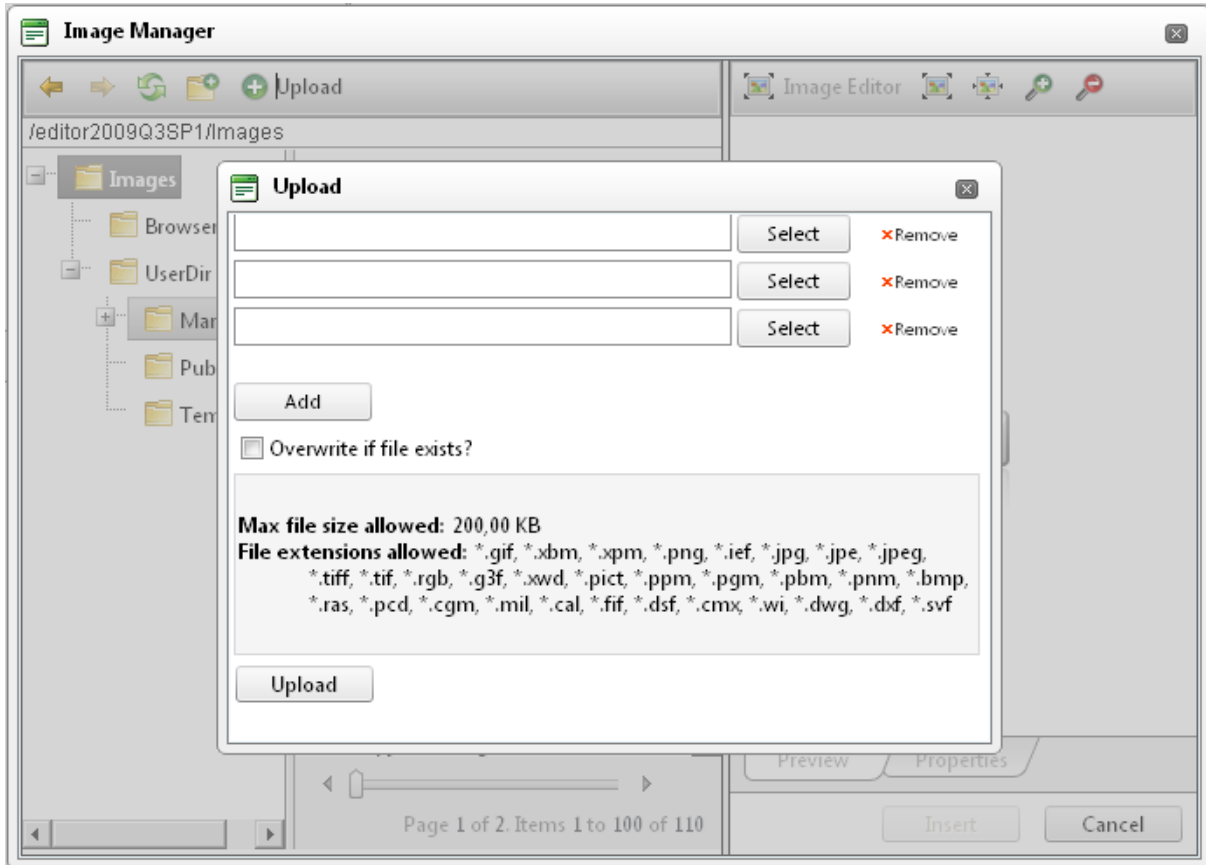 Image Manager
Upload
Image Editor
/editor2009Q3SP1/Images
Images
Browser
UserDir
Mar
Pub
Tem
Upload
Select
Remove
Select
Remove
Select
Remove
Add
Overwrite if file exists?
Max file size allowed: 200,00 KB
File extensions allowed: *.gif, *.xbm, *.xpm, *.png, *.ief, *.jpg, *.jpe, *.jpeg,
*.tiff, *.tif, *.rgb, *.g3f, *.xwd, *.pict, *.ppm, *.pgm, *.pbm, *.pnm, *.bmp,
*.ras, *.pcd, *.cgm, *.mil, *.cal, *.fif, *.dsf, *.cmx, *.wi, *.dwg, *.dxf, *.svf
Upload
Preview
Properties
Page 1 of 2. Items 1 to 100 of 110
Insert
Cancel